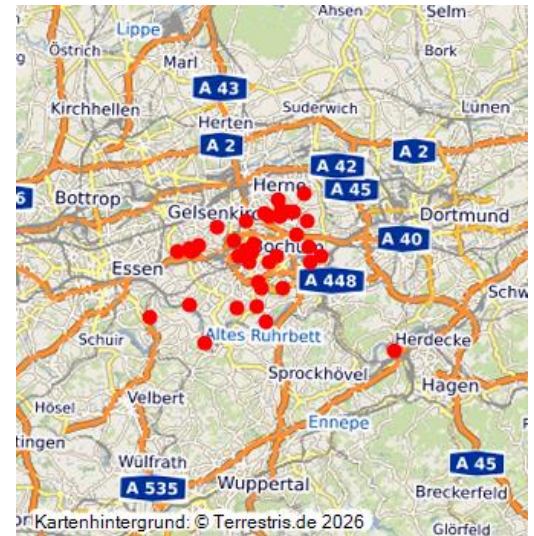 Ahsen
Selm
Lippe
Östrich
Marl
Bork
A 43
Kirchhellen
Suderwich
Lünen
Herten
A 2
A 2
A 42
Herne
A 45
Bottrop
Gelsenkirc
Dortmund
Bochum
A 40
Essen
A 448
Schw
Schuir
Altes Ruhrbett
Herdecke
Sprockhövel
Hagen
Velbert
Hösel
Ennepe
tingen
Wülfrath
A 45
A 535
Wuppertal
Breckerfeld
Kartenhintergrund: © Terrestris.de 2026
Glörfeld